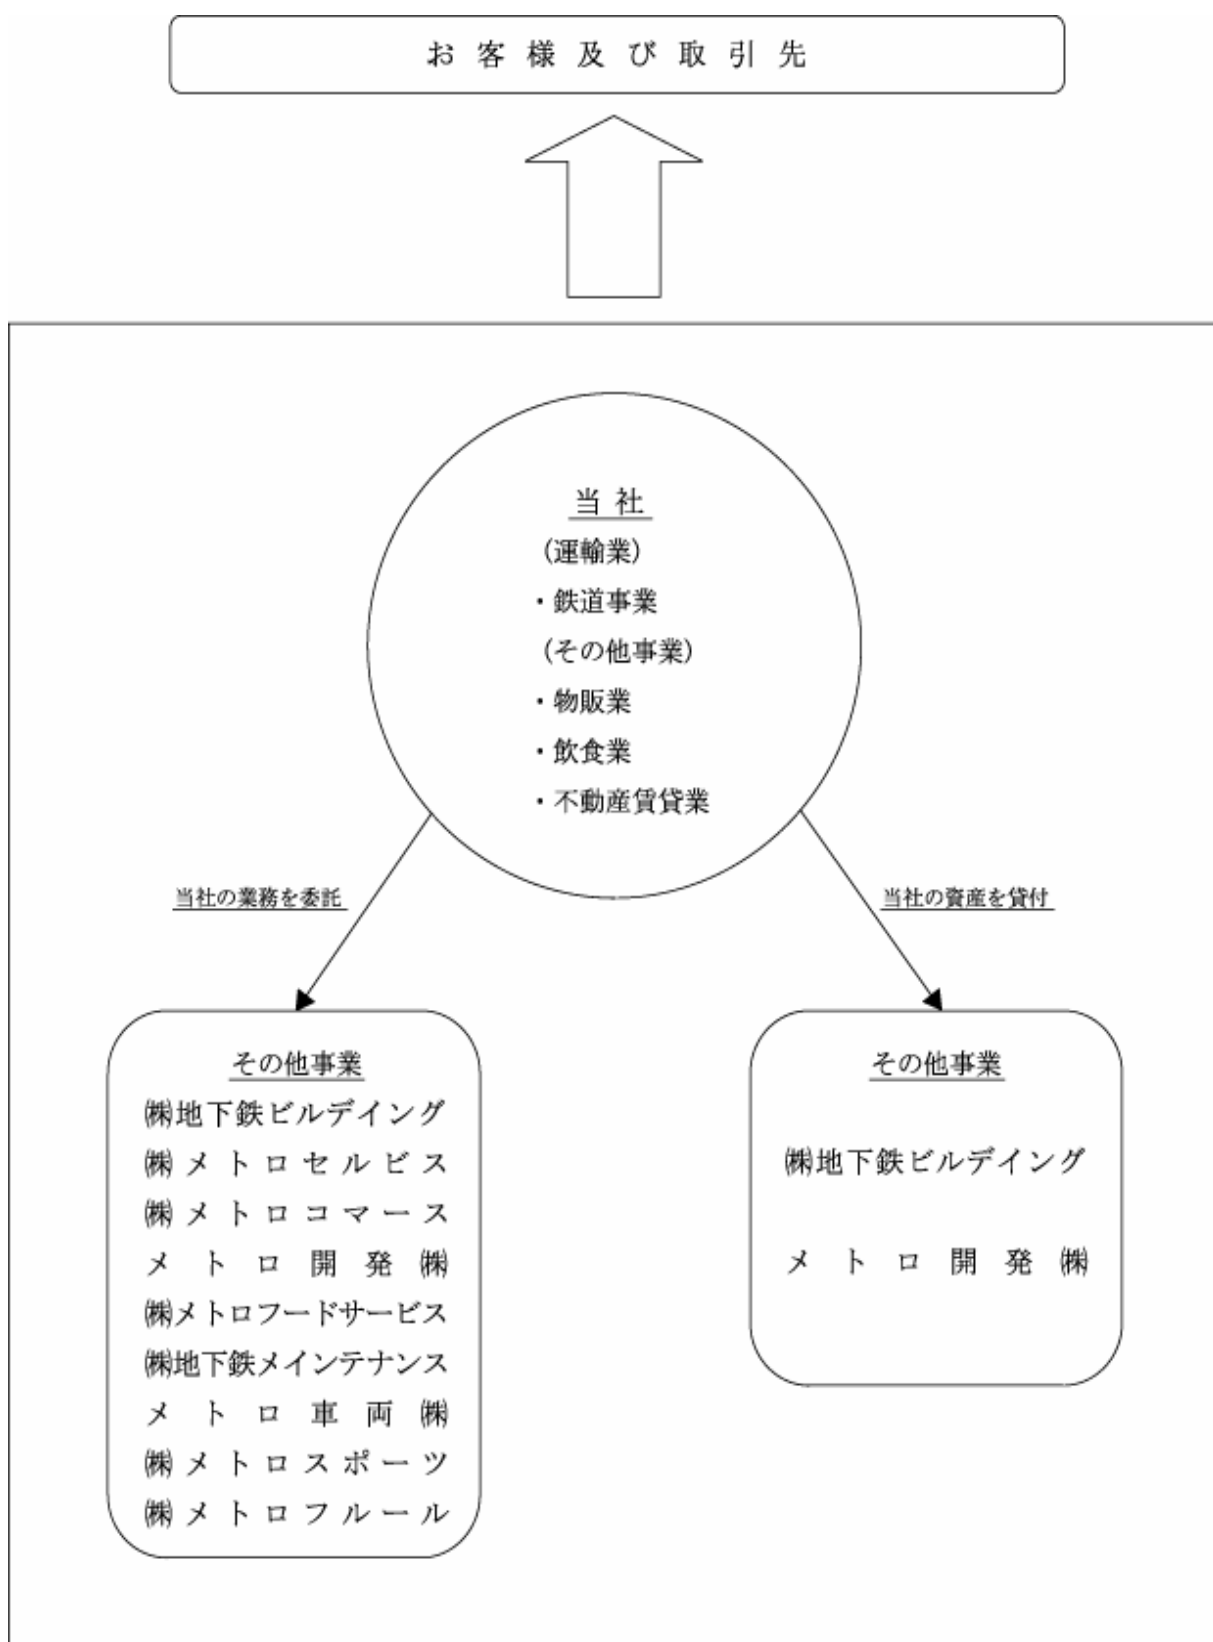 お客様及び取引先
当社
(運輸業)
・鉄道事業
(その他事業)
・物販業
・飲食業
・不動産賃貸業
当社の業務を委託
当社の資産を貸付
その他事業
㈱地下鉄ビルデイング
㈱メトロセルビス
㈱メトロコマース
メトロ開発㈱
㈱メトロフードサービス
㈱地下鉄メインテナンス
メトロ車両㈱
㈱メトロスポーツ
㈱メトロフルール
その他事業
㈱地下鉄ビルデイング
メトロ開発㈱